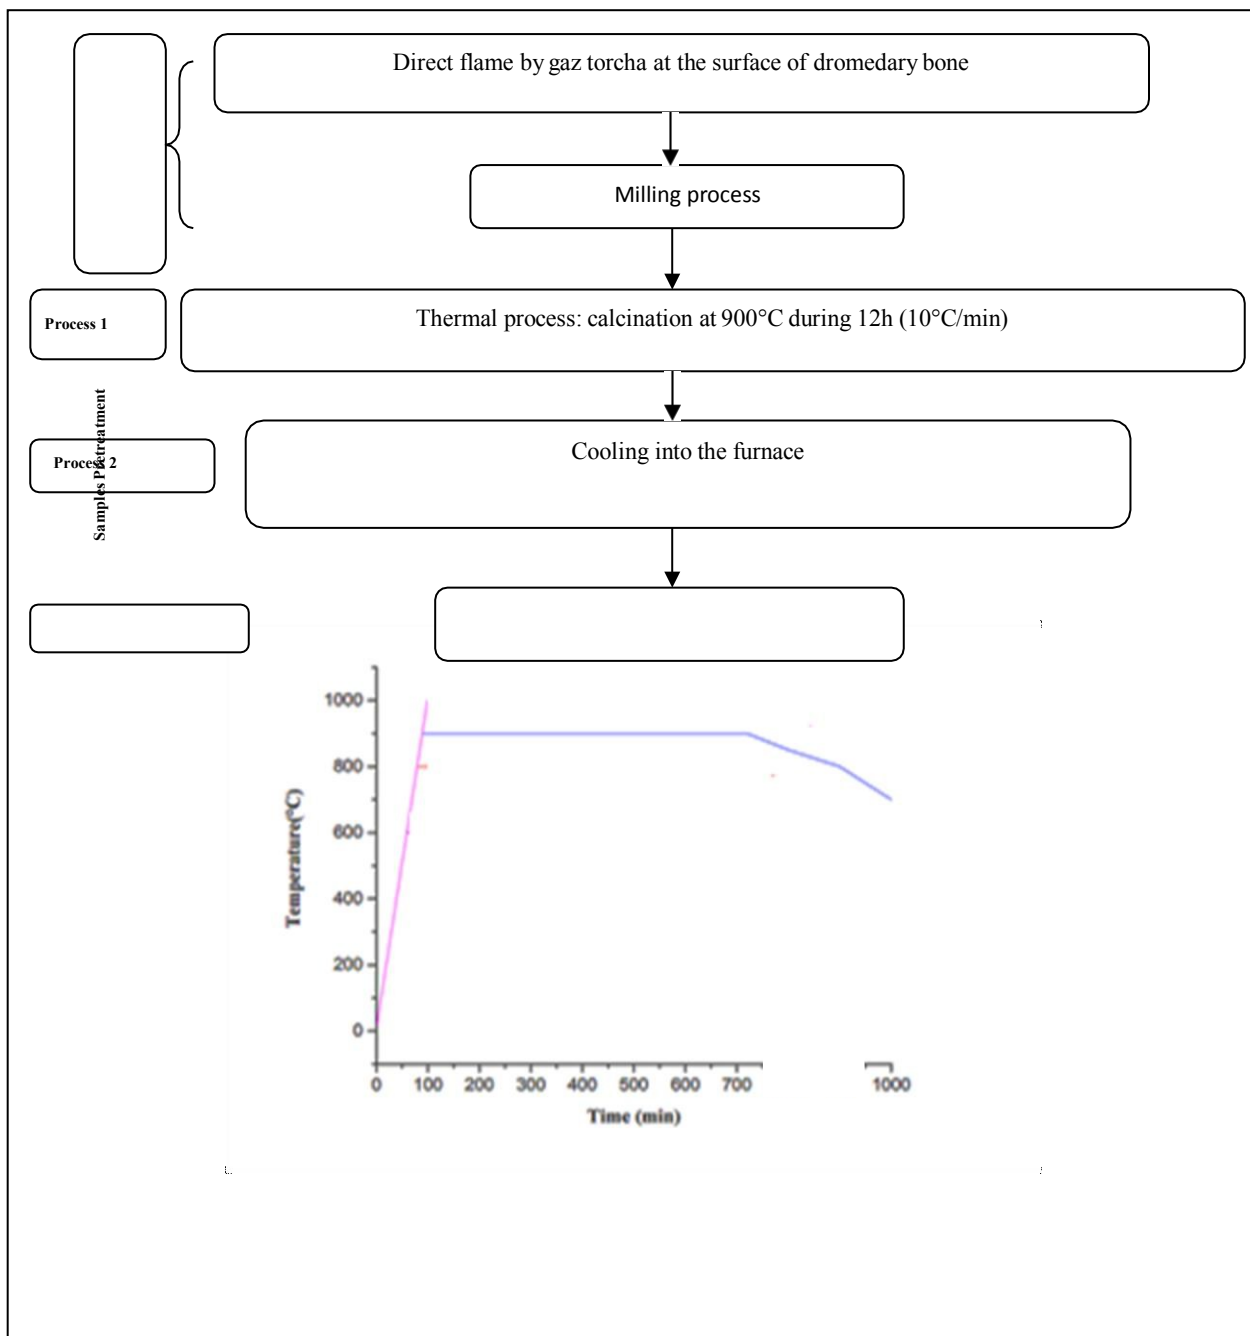 Direct flame by gaz torcha at the surface of dromedary bone
Milling process
Process 1
Thermal process: calcination at 900°C during 12h (10°C/min)
Samples Pretreatment
Process 2
Cooling into the furnace
1000
800
600
400
200
0
Temperature(°C)
0 100 200 300 400 500 600 700 1000
Time (min)